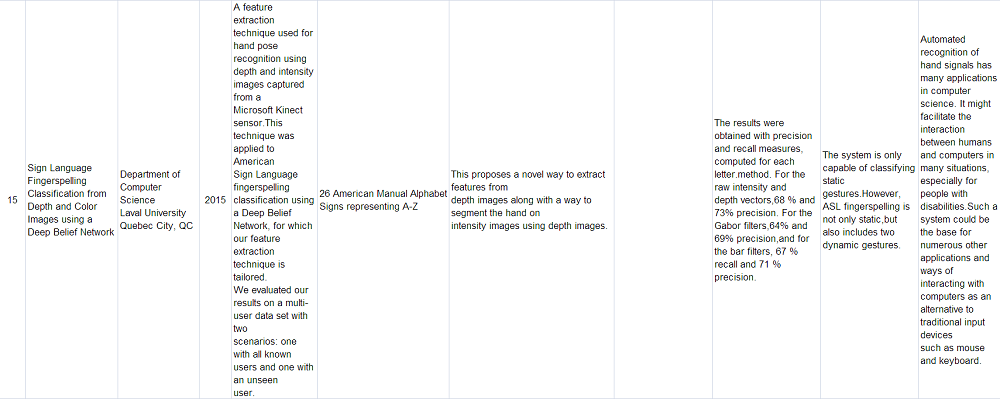 15
Sign Language
Fingerspelling
Classification from
Depth and Color
Images using a
Deep Belief Network
Department of
Computer
Science
Laval University
Quebec City, QC
2015
A feature
extraction
technique used for
hand pose
recognition using
depth and intensity
images captured
from a
Microsoft Kinect
sensor.This
technique was
applied to
American
Sign Language
fingerspelling
classification using
a Deep Belief
Network, for which
our feature
extraction
technique is
tailored.
We evaluated our
results on a multi-
user data set with
two
scenarios: one
with all known
users and one with
an unseen
user.
26 American Manual Alphabet
Signs representing A-Z
This proposes a novel way to extract
features from
depth images along with a way to
segment the hand on
intensity images using depth images.
The results were
obtained with precision
and recall measures,
computed for each
letter.method. For the
raw intensity and
depth vectors,68 % and
73% precision. For the
Gabor filters,64% and
69% precision,and for
the bar filters, 67 %
recall and 71 %
precision.
The system is only
capable of classifying
static
gestures.However,
ASL fingerspelling is
not only static,but
also includes two
dynamic gestures.
Automated
recognition of
hand signals has
many applications
in computer
science. It might
facilitate the
interaction
between humans
and computers in
many situations,
especially for
people with
disabilities.Such a
system could be
the base for
numerous other
applications and
ways of
interacting with
computers as an
alternative to
traditional input
devices
such as mouse
and keyboard.